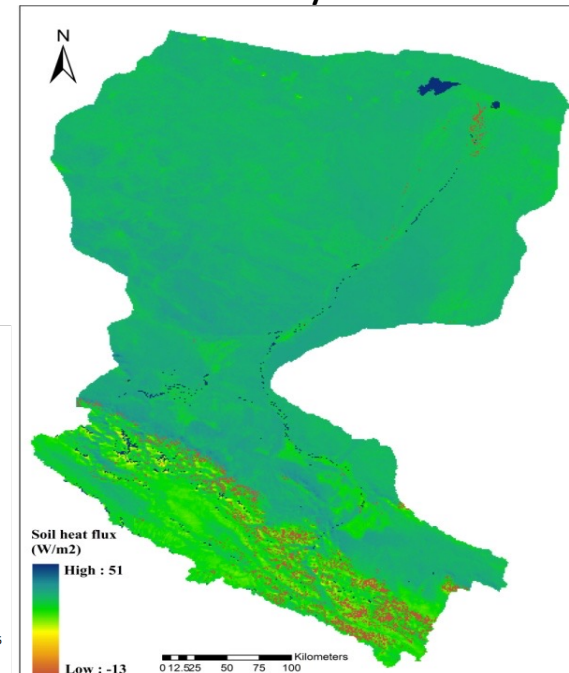 N
Soil heat flux
(W/m2)
High : 51
Low : -13
Kilometers
0 12.525 50 75 100